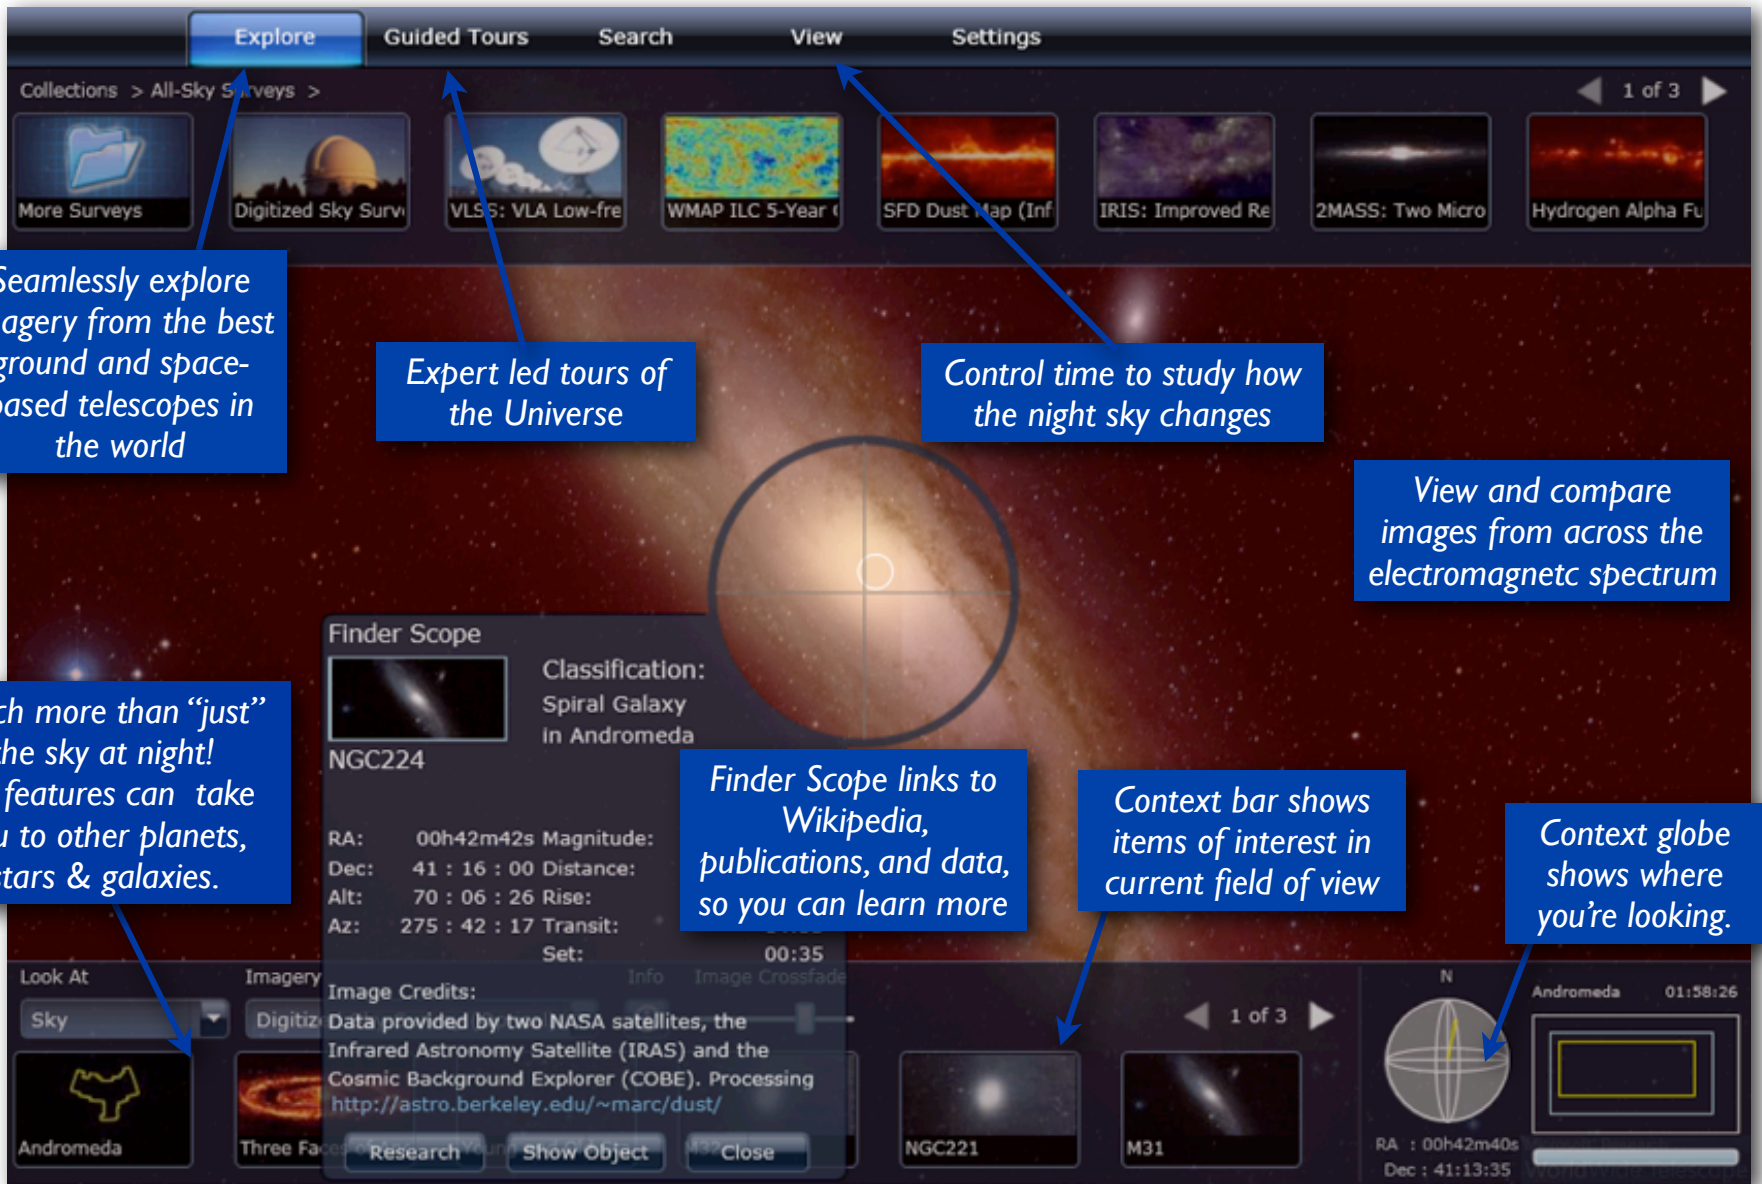 Explore Guided Tours Search View Settings
Collections > All-Sky Surveys >
1 of 3
More Surveys
Digitized Sky Surv
VLSS: VLA Low-fre
WMAP ILC 5-Year
SFD Dust Map (Inf
IRIS: Improved Re
2MASS: Two Micro
Hydrogen Alpha Fu
Seamlessly explore
agery from the best
ground and space-
based telescopes in
the world
Expert led tours of
the Universe
Control time to study how
the night sky changes
View and compare
images from across the
electromagnetc spectrum
ch more than “just”
the sky at night!
features can take
u to other planets,
stars & galaxies.
Finder Scope
Classification:
Spiral Galaxy
in Andromeda
NGC224
RA: 00h42m42s Magnitude:
Dec: 41 : 16 : 00 Distance:
Alt: 70 : 06 : 26 Rise:
Az: 275 : 42 : 17 Transit:
Set: 00:35
Image Credits:
Data provided by two NASA satellites, the
Infrared Astronomy Satellite (IRAS) and the
Cosmic Background Explorer (COBE). Processing
http://astro.berkeley.edu/~marc/dust/
Research Show Object Close
Finder Scope links to
Wikipedia,
publications, and data,
so you can learn more
Context bar shows
items of interest in
current field of view
Context globe
shows where
you’re looking.
Look At
Sky
Imagery
Digitiz
Info
Image Crossfade
1 of 3
Andromeda
Three Fac
M32
NGC221
M31
N
RA : 00h42m40s
Dec : 41:13:35
Andromeda 01:58:26